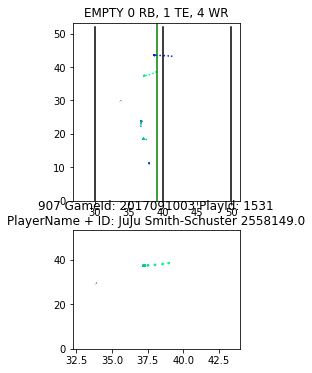 EMPTY 0 RB, 1 TE, 4 WR
50
40
30
20
10
0
30 35 40 45 50
907 GameId: 2017091003 PlayId: 1531
PlayerName + ID: JuJu Smith-Schuster 2558149.0
40
20
0
32.5 35.0 37.5 40.0 42.5